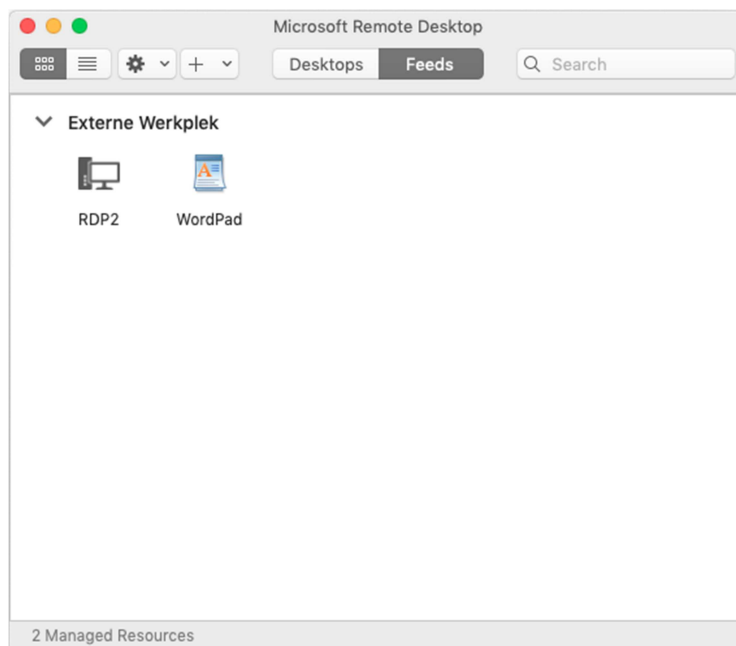 Microsoft Remote Desktop
Desktops Feeds Search
Externe Werkplek
RDP2 WordPad
2 Managed Resources